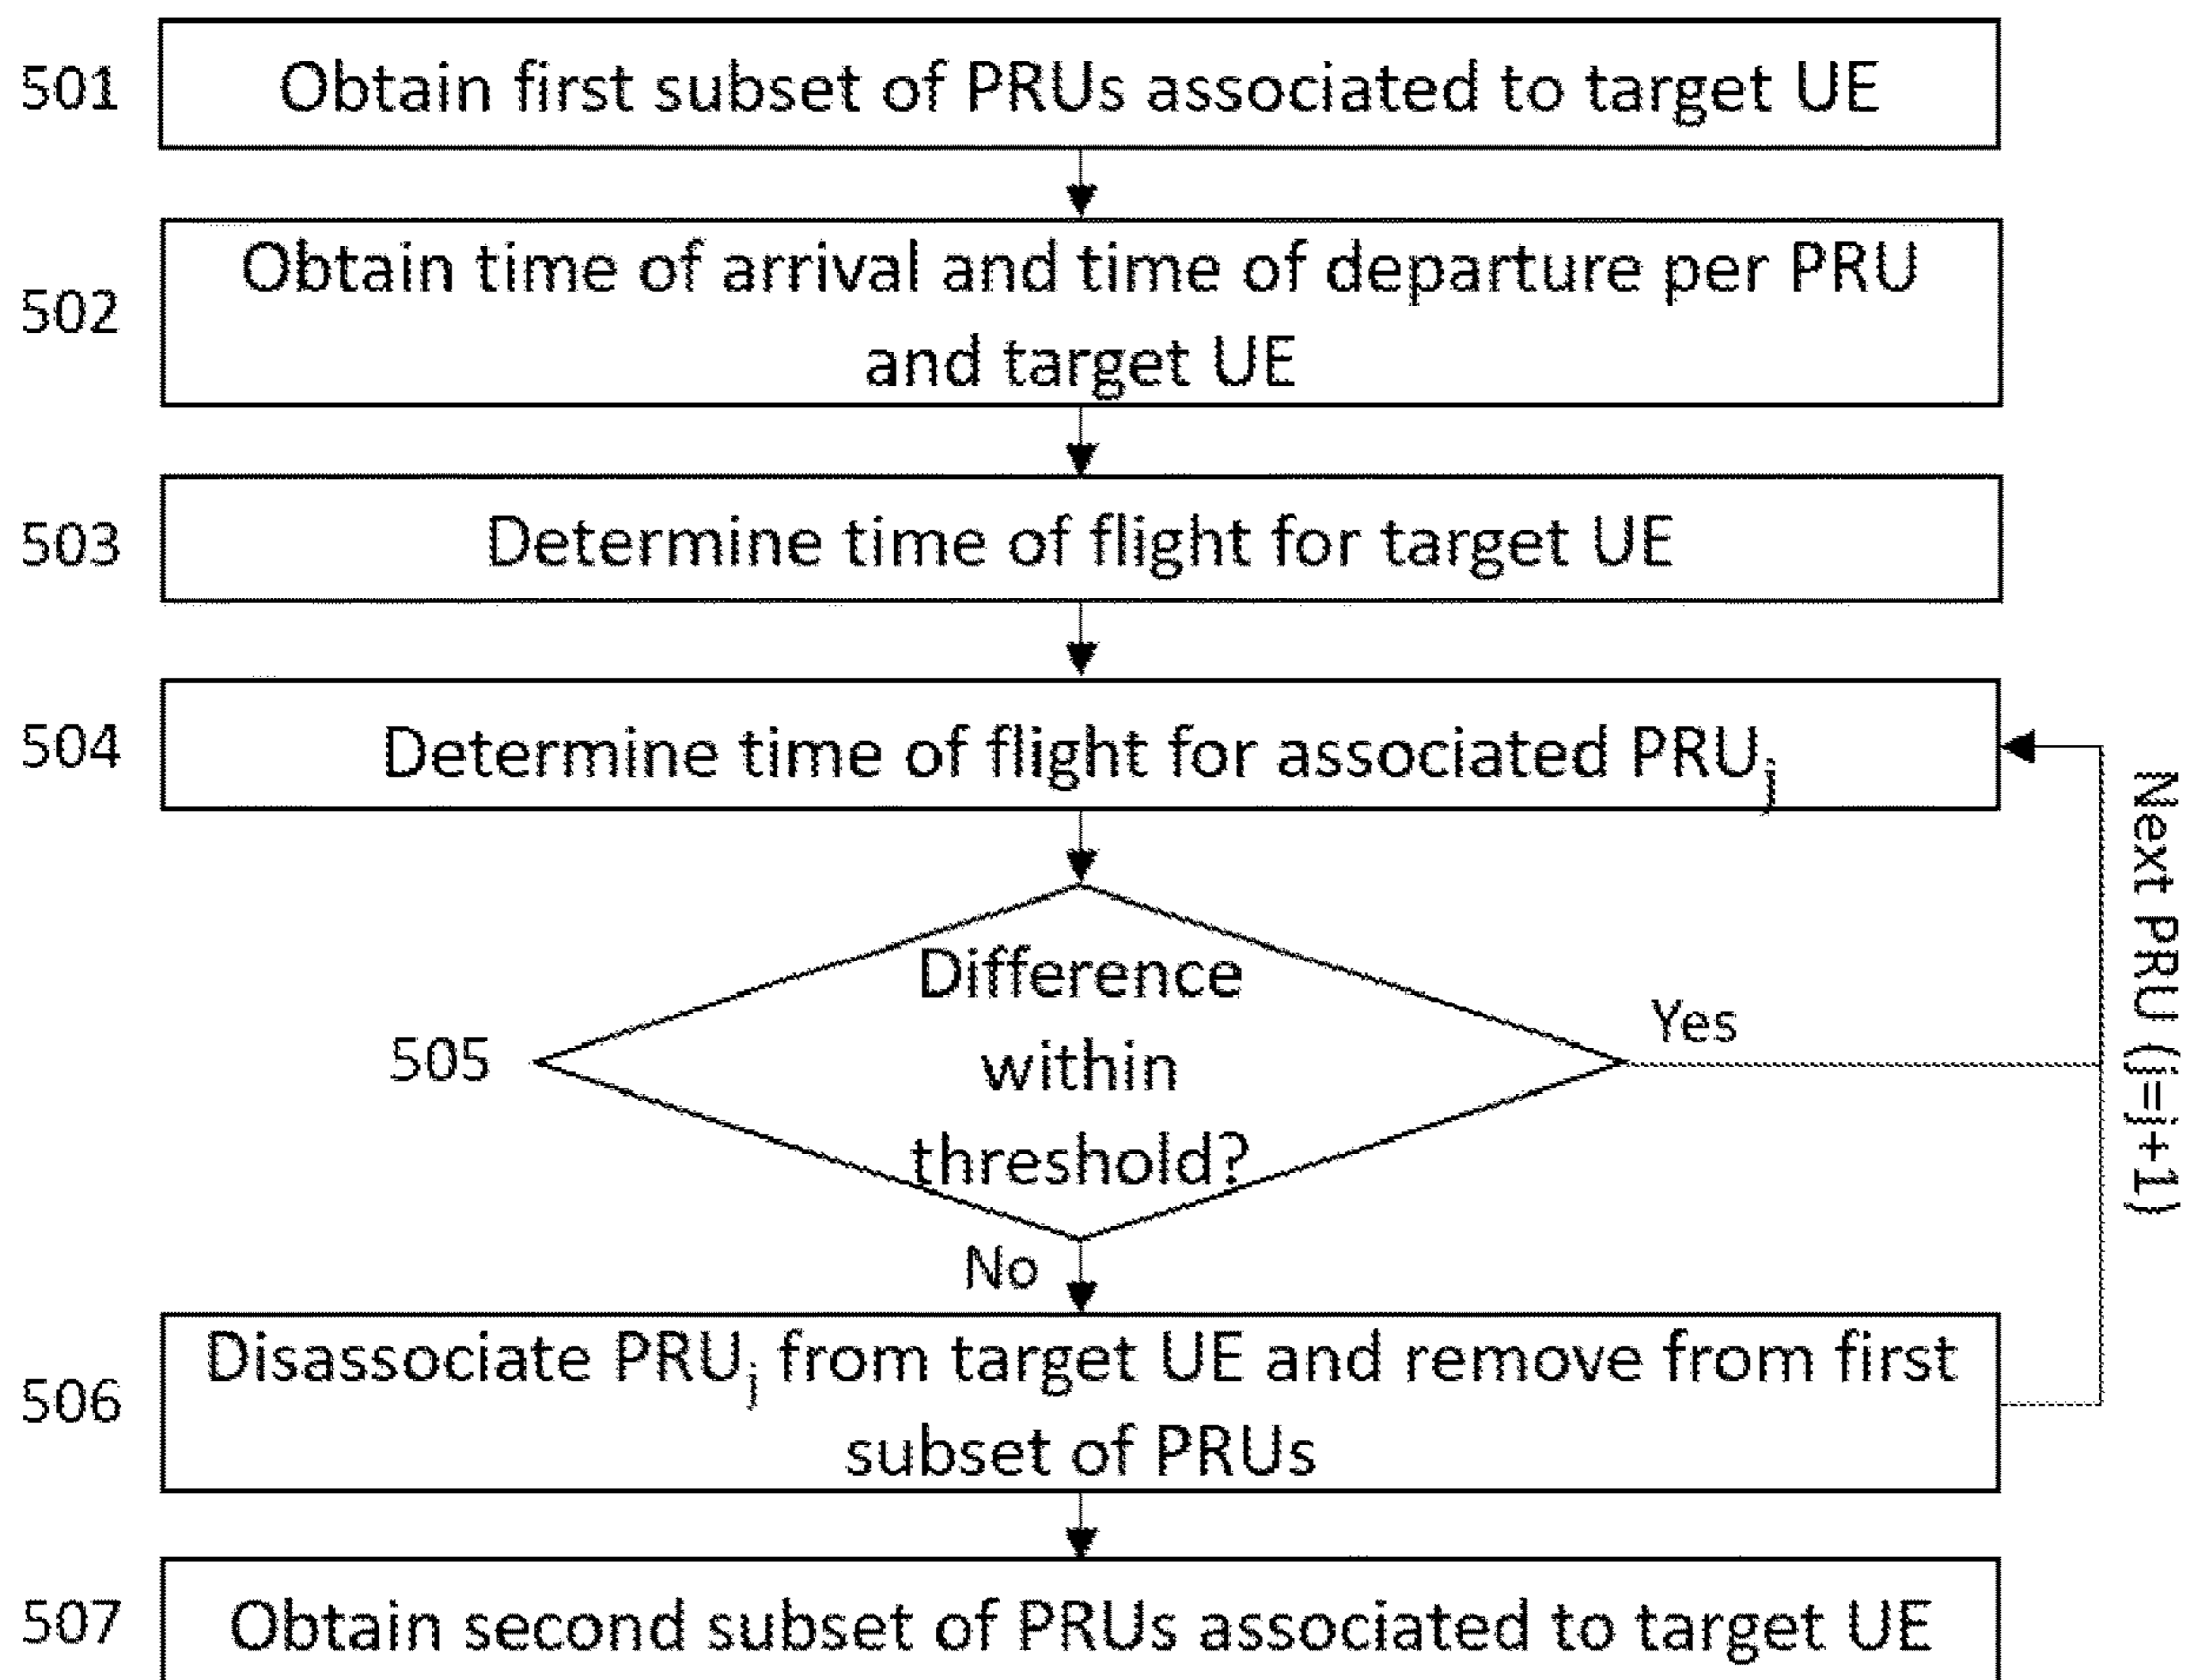 501
Obtain first subset of PRUs associated to target UE
502
Obtain time of arrival and time of departure per PRU
and target UE
503
Determine time of flight for target UE
504
Determine time of flight for associated PRUj
Next PRU (j=j+1)
505
Difference
within
threshold?
Yes
No
506
Disassociate PRUj from target UE and remove from first
subset of PRUs
507
Obtain second subset of PRUs associated to target UE